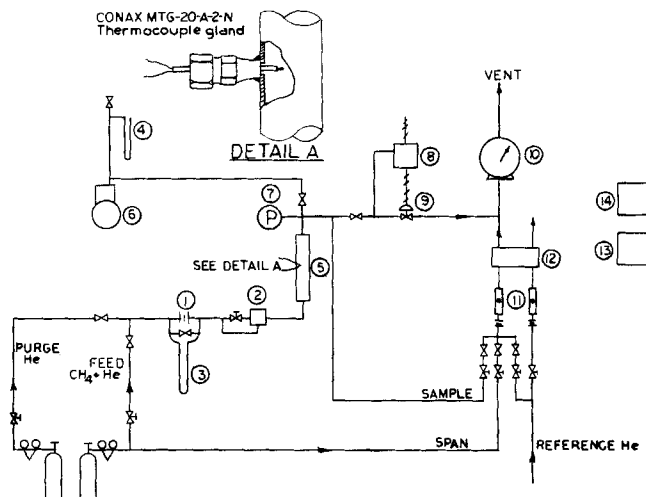 CONAX MTG-20-A-2-N
Thermocouple gland
DETAIL A
VENT
4
8
10
6
7
9
14
P
SEE DETAIL A
5
12
13
1
2
11
PURGE
He
FEED
CH4+He
3
SAMPLE
SPAN
REFERENCE He